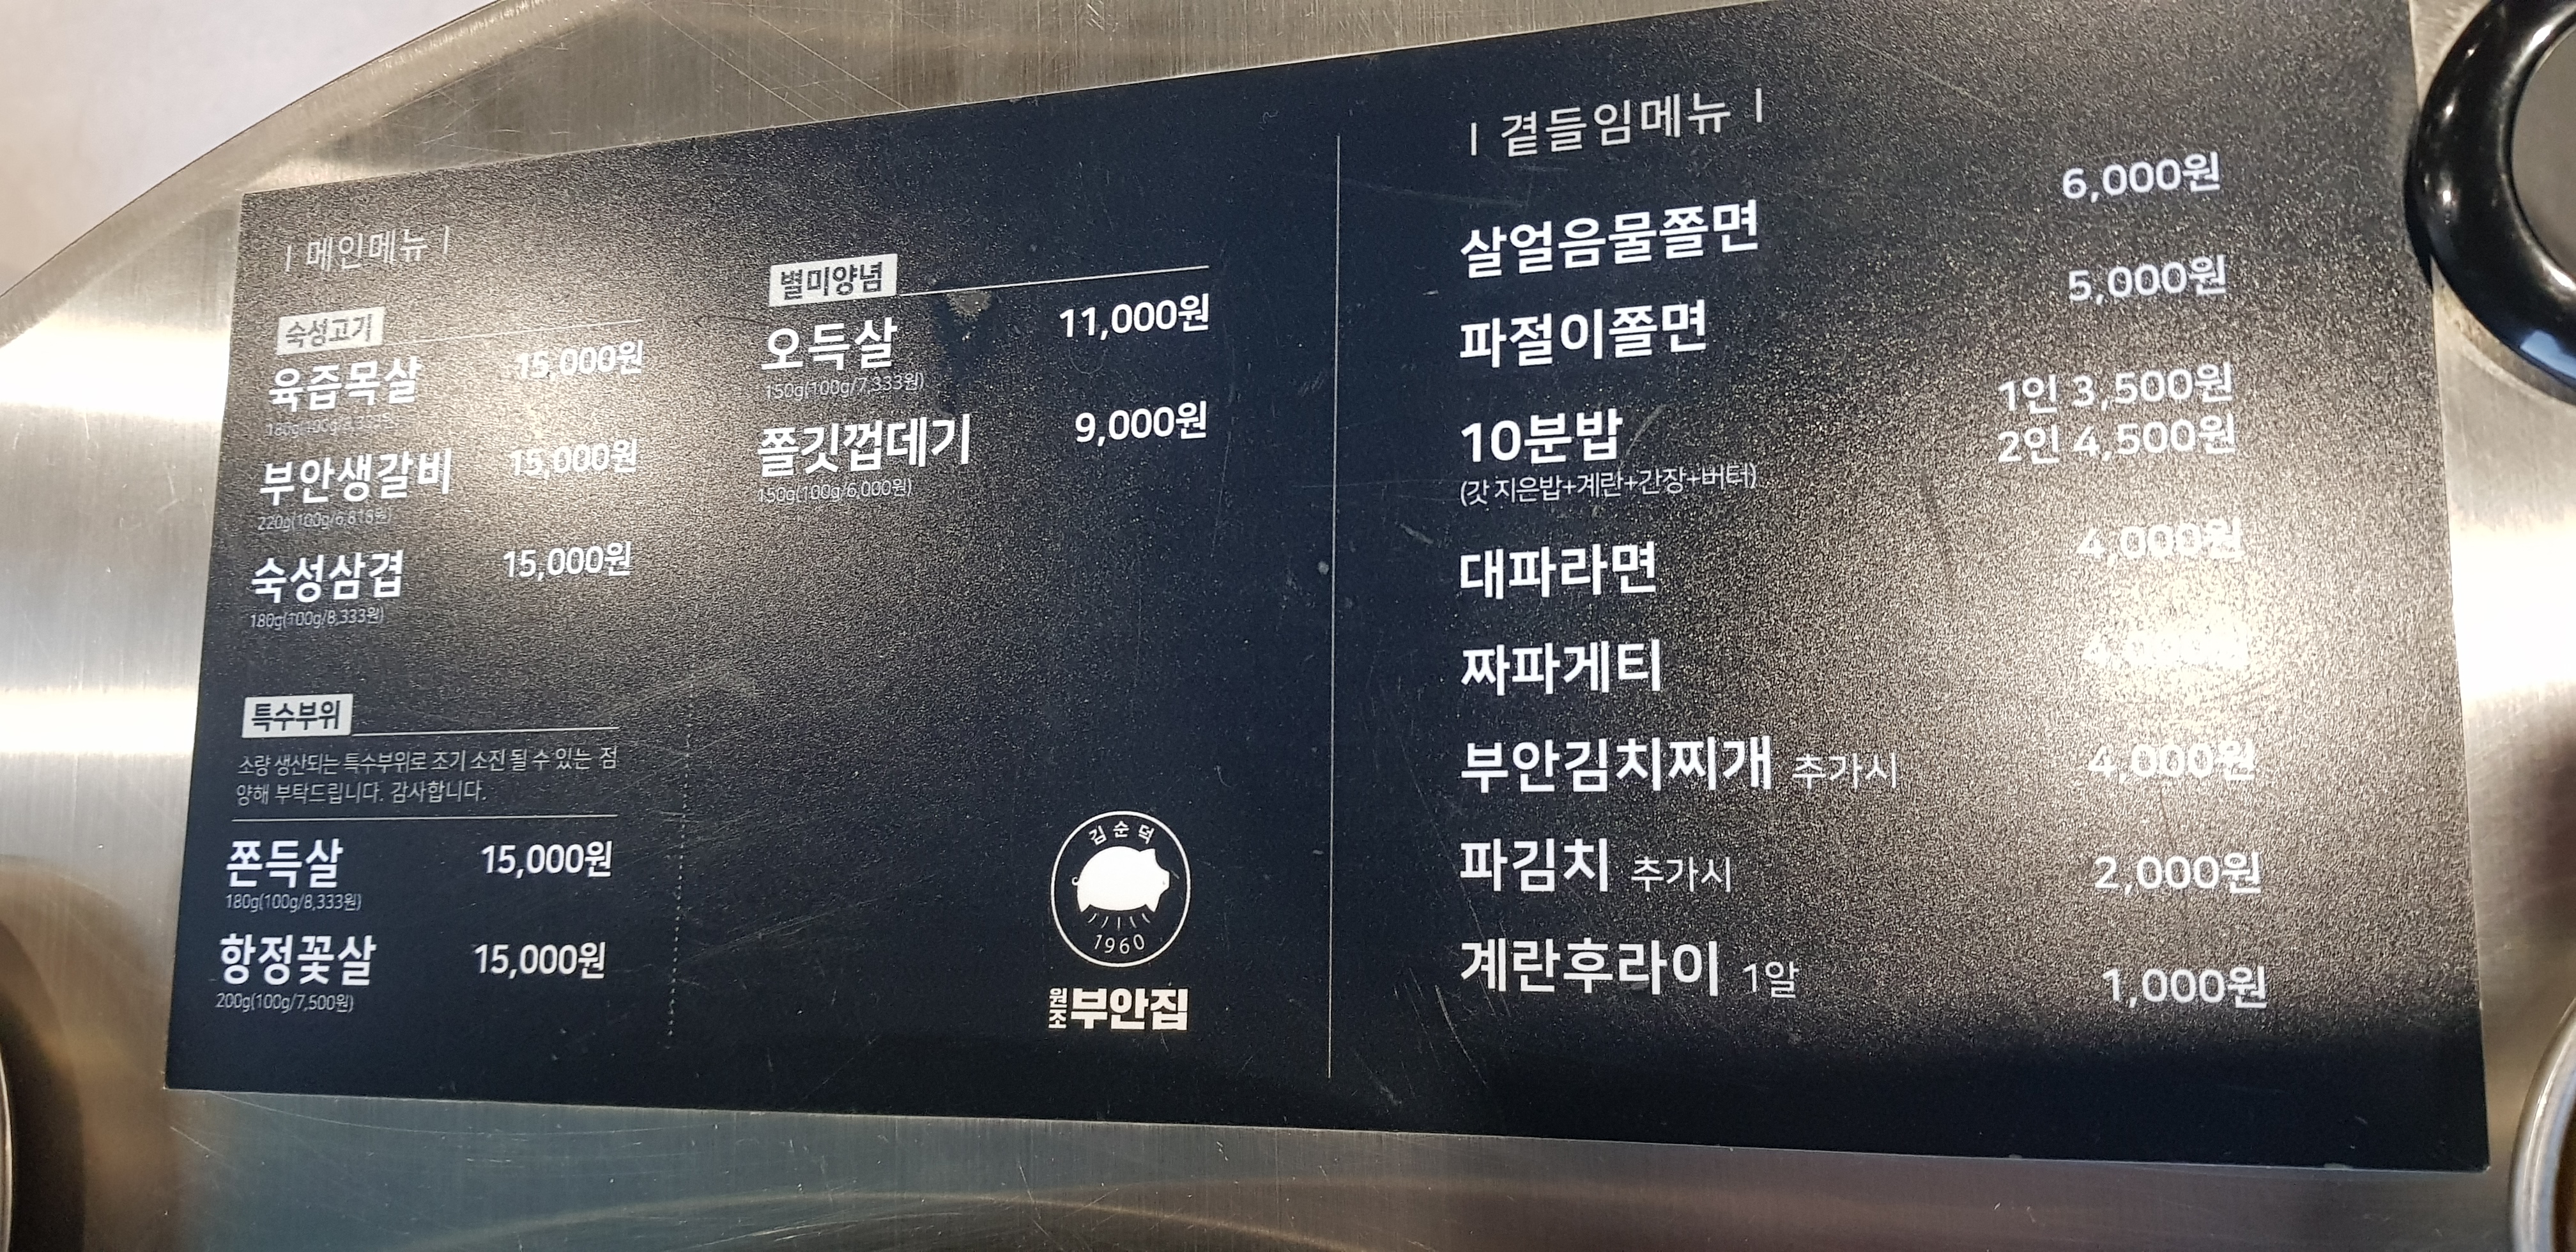 | 메인메뉴 |
숙성고기
육즙목살 15,000원
180g(100g/8,333원)
부안생갈비 15,000원
220g(100g/6,818원)
숙성삼겹 15,000원
180g(100g/8,333원)
특수부위
소량 생산되는 특수부위로 조기 소진 될 수 있는 점
양해 부탁드립니다. 감사합니다.
쫀득살 15,000원
180g(100g/8,333원)
항정꽃살 15,000원
200g(100g/7,500원)
별미양념
오득살 11,000원
150g(100g/7,333원)
쫄깃껍데기 9,000원
150g(100g/6,000원)
김순덕
1960
원조 부안집
| 곁들임메뉴 |
살얼음물쫄면 6,000원
파절이쫄면 5,000원
10분밥 1인 3,500원
2인 4,500원
(갓 지은밥+계란+간장+버터)
대파라면 4,000원
짜파게티
부안김치찌개 추가시 4,000원
파김치 추가시 2,000원
계란후라이 1알 1,000원